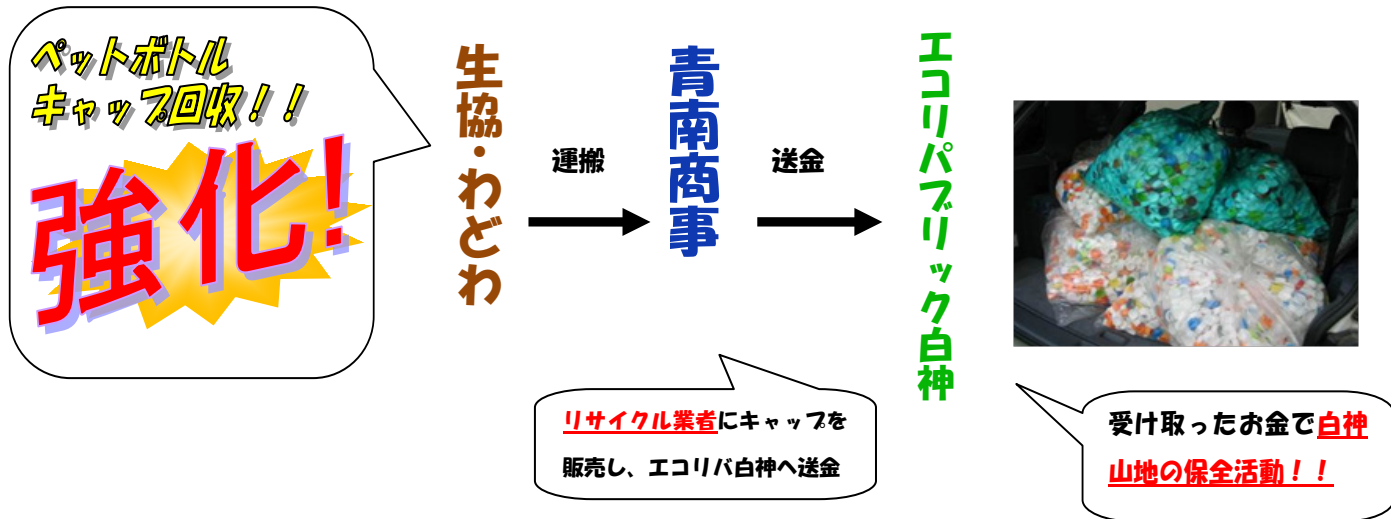 ペットボトル
キャップ回収！！
強化!
生協・わどわ
運搬
青南商事
送金
エコリパブリック白神
リサイクル業者にキャップを
販売し、エコリパ白神へ送金
受け取ったお金で白神
山地の保全活動！！